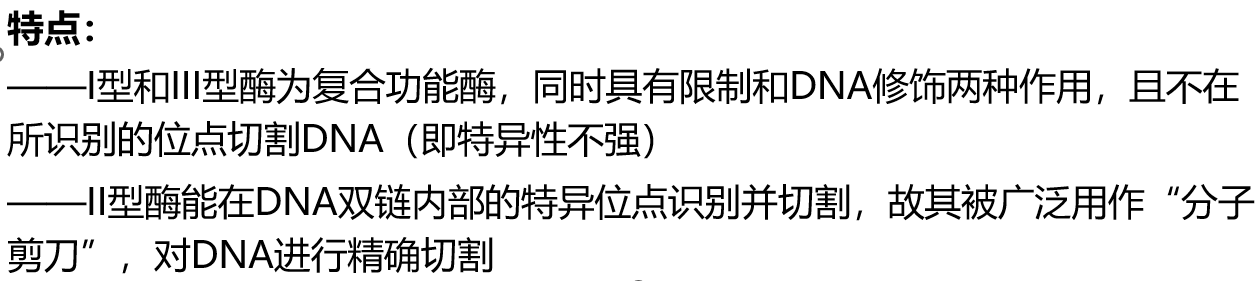 特点：
——I型和III型酶为复合功能酶，同时具有限制和DNA修饰两种作用，且不在
所识别的位点切割DNA（即特异性不强）
——II型酶能在DNA双链内部的特异位点识别并切割，故其被广泛用作“分子
剪刀”，对DNA进行精确切割